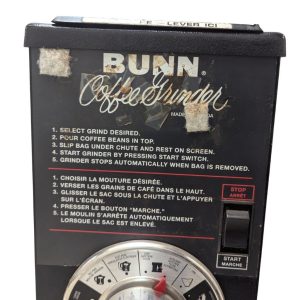 LEVER ICI
BUNN®
Coffee Grinder
MADE
1. SELECT GRIND DESIRED.
2. POUR COFFEE BEANS IN TOP.
3. SLIP BAG UNDER CHUTE AND REST ON SCREEN.
4. START GRINDER BY PRESSING START SWITCH.
5. GRINDER STOPS AUTOMATICALLY WHEN BAG IS REMOVED.
1. CHOISIR LA MOUTURE DÉSIRÉE.
2. VERSER LES GRAINS DE CAFÉ DANS LE HAUT.
3. GLISSER LE SAC SOUS LA CHUTE ET L'APPUYER
SUR L'ÉCRAN.
4. PRESSER LE BOUTON "MARCHE."
5. LE MOULIN S'ARRÊTE AUTOMATIQUEMENT
LORSQUE LE SAC EST ENLEVÉ.
STOP
ARRÊT
START
MARCHE